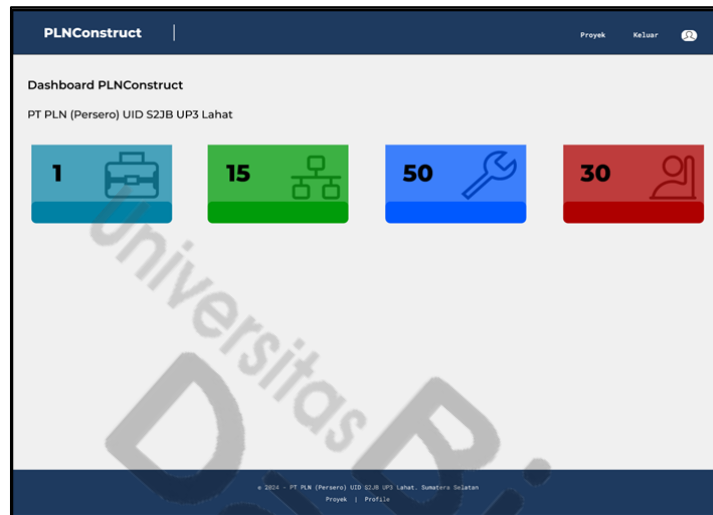 PLNConstruct
Proyek Keluar
Dashboard PLNConstruct
PT PLN (Persero) UID S2JB UP3 Lahat
1 15 50 30
Universitas
© 2024 - PT PLN (Persero) UID S2JB UP3 Lahat. Sumatera Selatan
Proyek | Profile